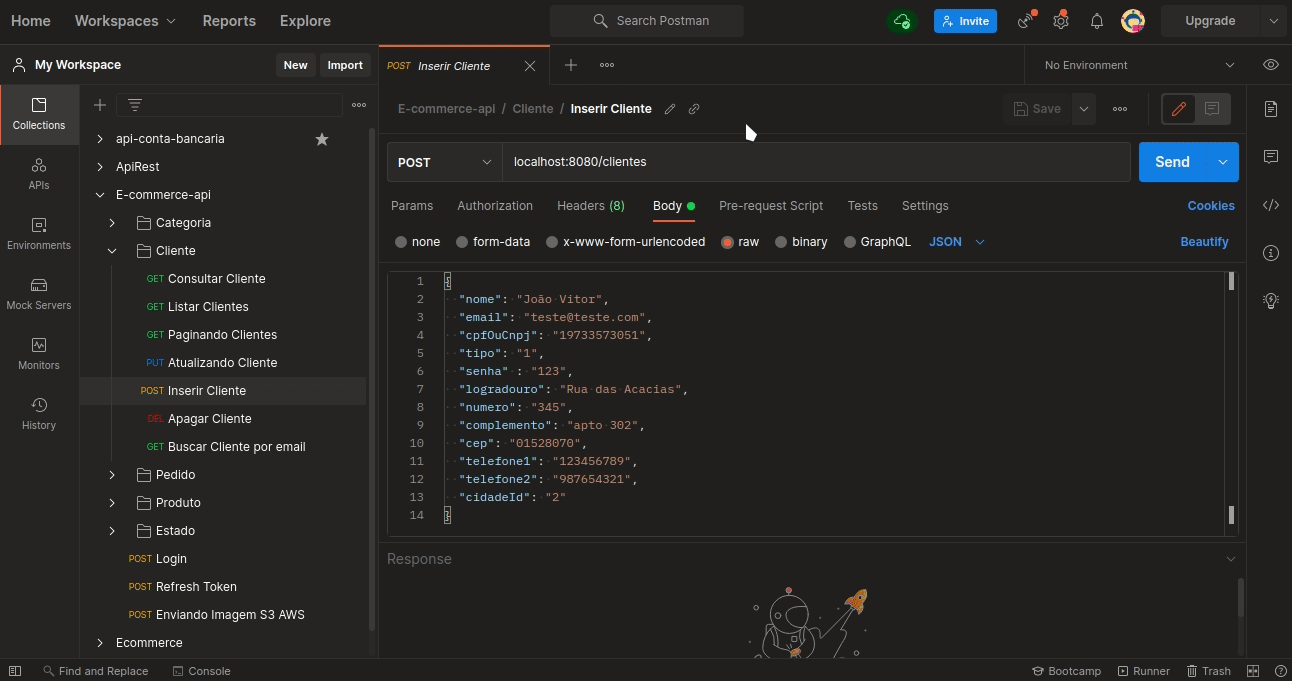 Home Workspaces Reports Explore Search Postman Invite Upgrade
My Workspace New Import POST Inserir Cliente No Environment
Collections
APIs
Environments
Mock Servers
Monitors
History
api-conta-bancaria
ApiRest
E-commerce-api
Categoria
Cliente
GET Consultar Cliente
GET Listar Clientes
GET Paginando Clientes
PUT Atualizando Cliente
POST Inserir Cliente
DEL Apagar Cliente
GET Buscar Cliente por email
Pedido
Produto
Estado
POST Login
POST Refresh Token
POST Enviando Imagem S3 AWS
Ecommerce
E-commerce-api / Cliente / Inserir Cliente Save
POST localhost:8080/clientes Send
Params Authorization Headers (8) Body Pre-request Script Tests Settings Cookies
none form-data x-www-form-urlencoded raw binary GraphQL JSON Beautify
1 {
2 "nome": "João Vitor",
3 "email": "teste@teste.com",
4 "cpfOuCnpj": "19733573051",
5 "tipo": "1",
6 "senha" : "123",
7 "logradouro": "Rua das Acacias",
8 "numero": "345",
9 "complemento": "apto 302",
10 "cep": "01528070",
11 "telefone1": "123456789",
12 "telefone2": "987654321",
13 "cidadeId": "2"
14 }
Response
Find and Replace Console Bootcamp Runner Trash